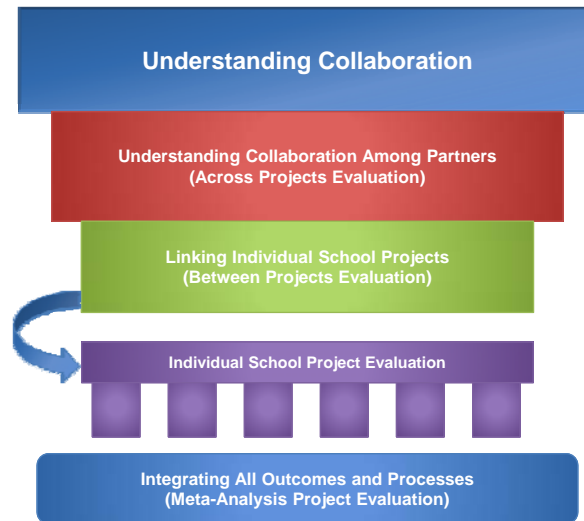 Understanding Collaboration
Understanding Collaboration Among Partners
(Across Projects Evaluation)
Linking Individual School Projects
(Between Projects Evaluation)
Individual School Project Evaluation
Integrating All Outcomes and Processes
(Meta-Analysis Project Evaluation)